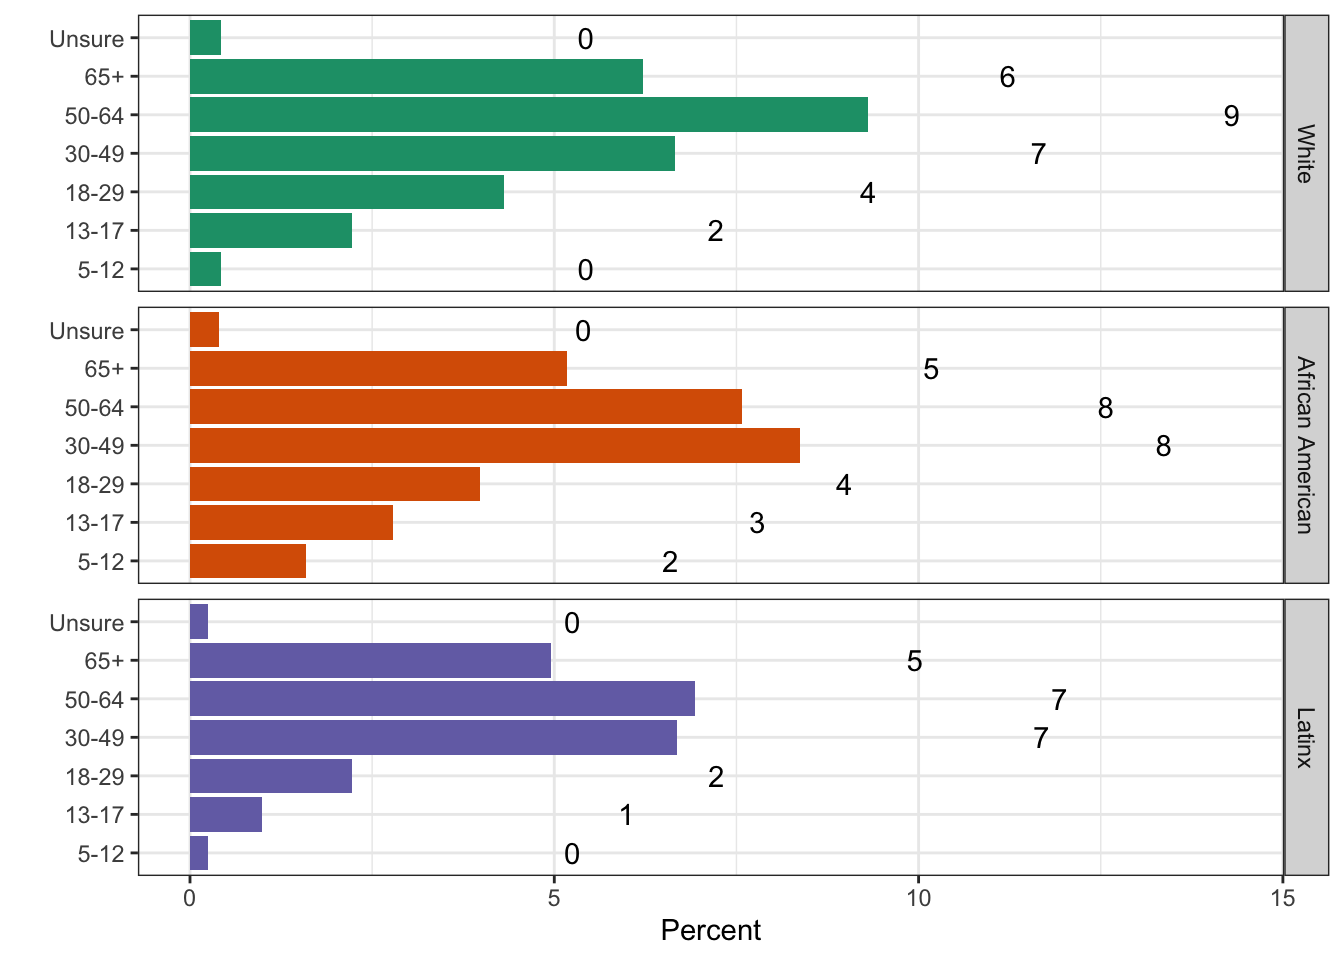 Unsure 0
65+ 6
50-64 9
30-49 7
18-29 4
13-17 2
5-12 0
White
Unsure 0
65+ 5
50-64 8
30-49 8
18-29 4
13-17 3
5-12 2
African American
Unsure 0
65+ 5
50-64 7
30-49 7
18-29 2
13-17 1
5-12 0
Latinx
0 5 10 15
Percent